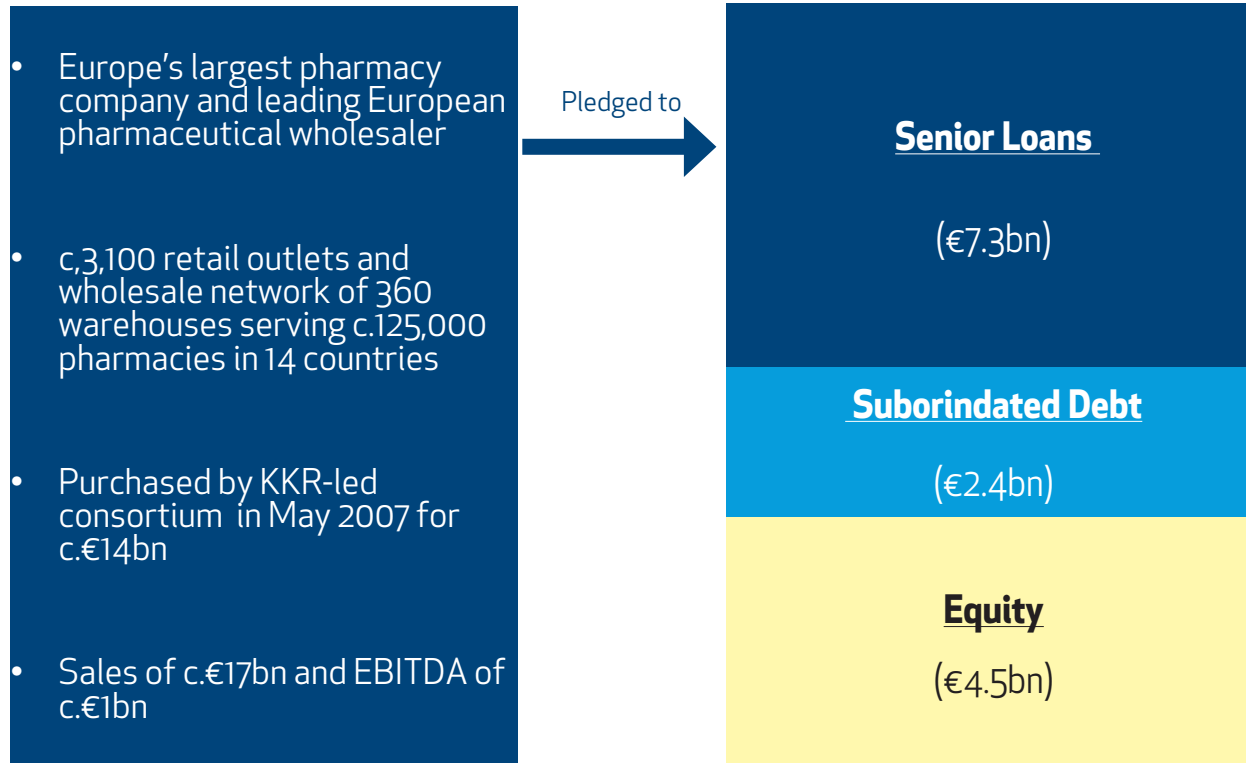 • Europe's largest pharmacy
company and leading European
pharmaceutical wholesaler
• c,3,100 retail outlets and
wholesale network of 360
warehouses serving c.125,000
pharmacies in 14 countries
• Purchased by KKR-led
consortium in May 2007 for
c.€14bn
• Sales of c.€17bn and EBITDA of
c.€1bn
Pledged to
Senior Loans
(€7.3bn)
Suborindated Debt
(€2.4bn)
Equity
(€4.5bn)